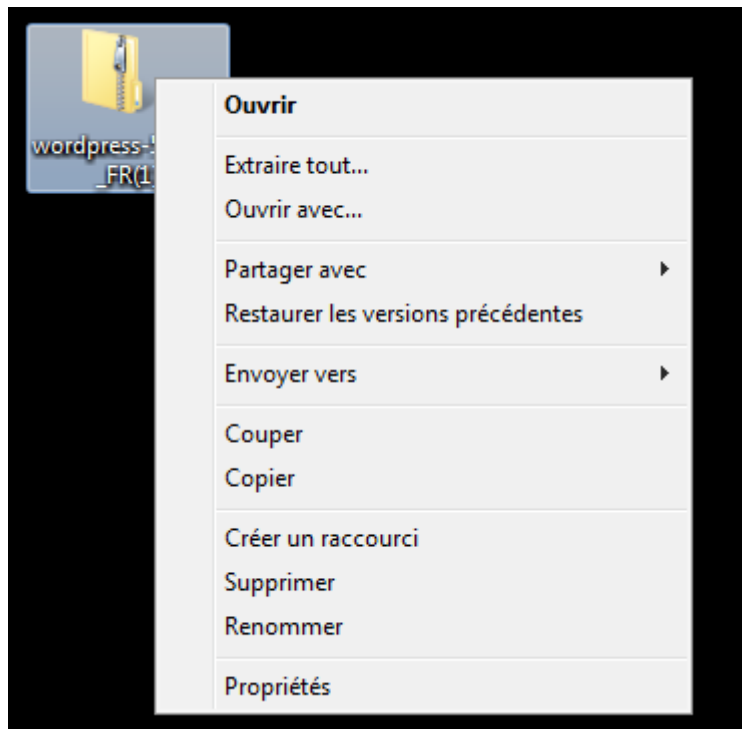 wordpress-5
_FR(1
Ouvrir
Extraire tout...
Ouvrir avec...
Partager avec
Restaurer les versions précédentes
Envoyer vers
Couper
Copier
Créer un raccourci
Supprimer
Renommer
Propriétés